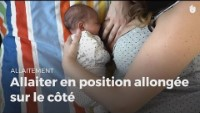 ALLAITEMENT
Allaiter en position allongée
sur le côté